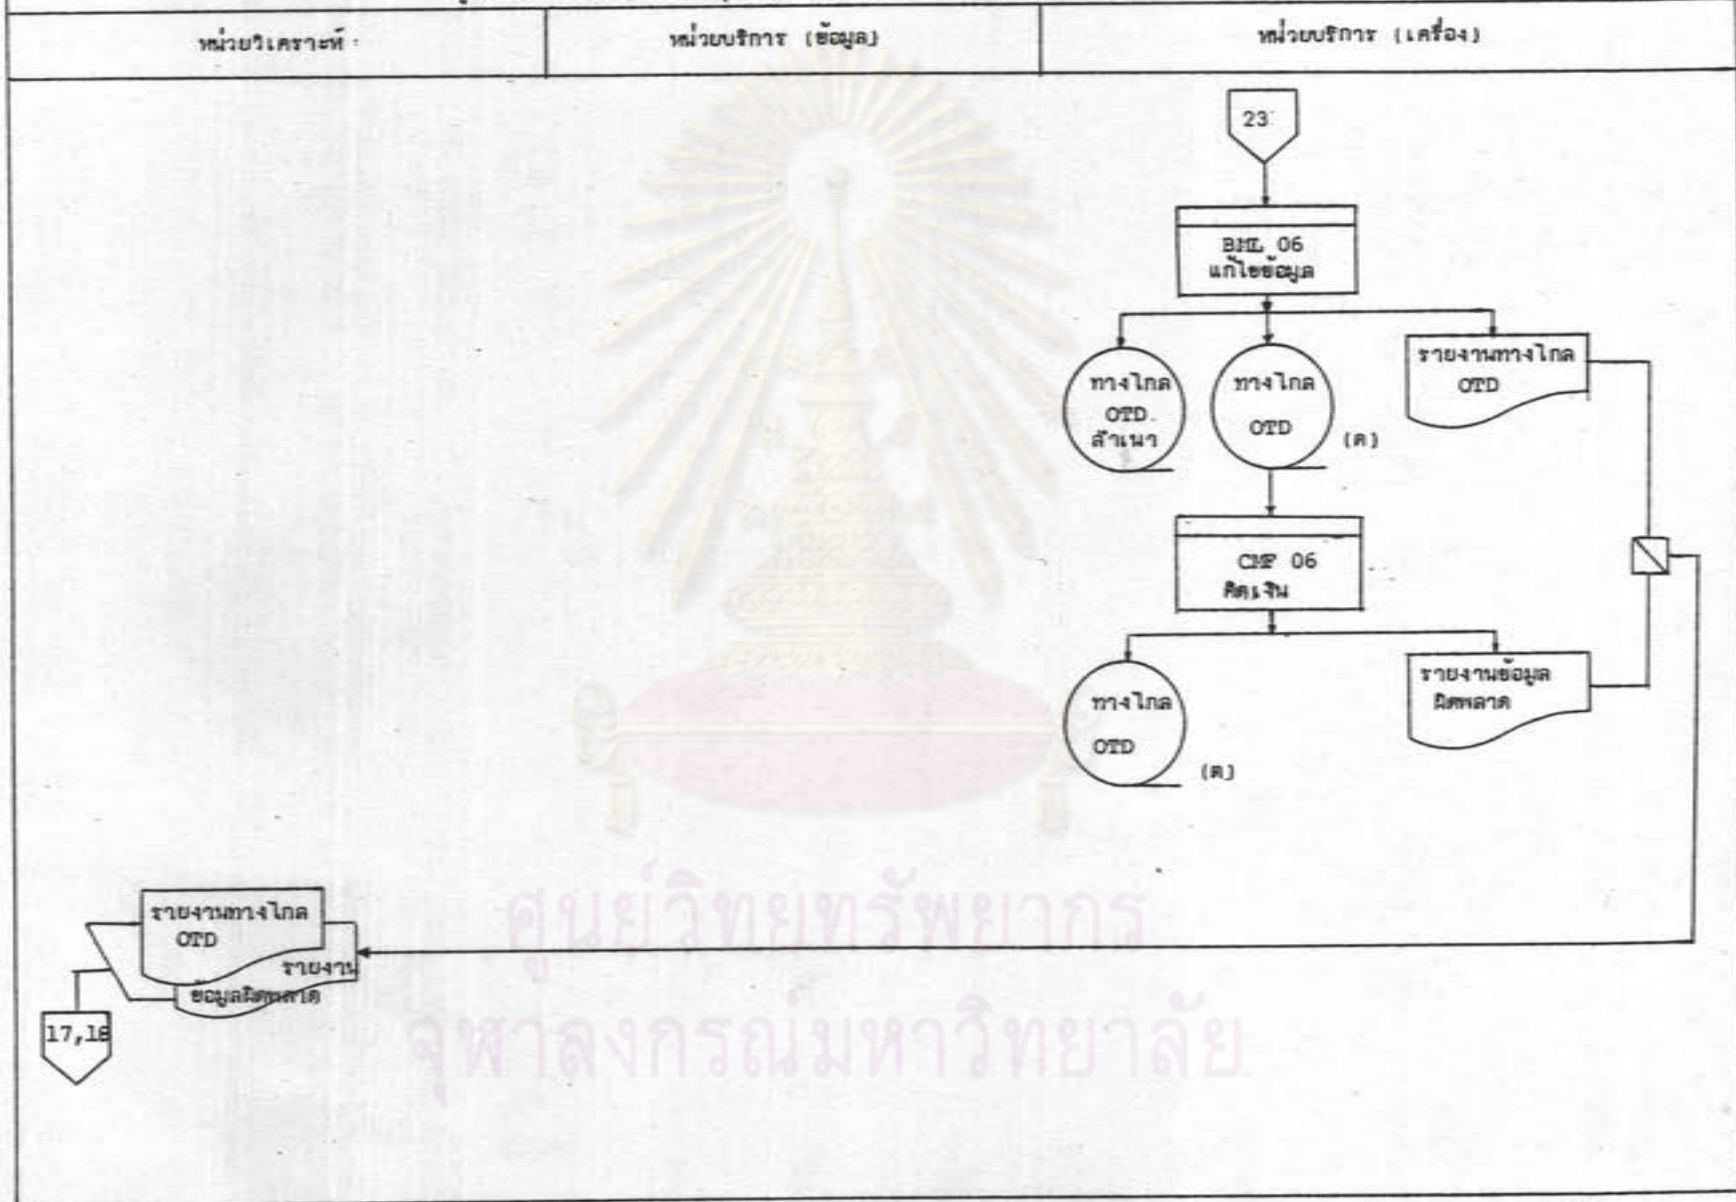 หน่วยวิเคราะห์
หน่วยบริการ (ข้อมูล)
หน่วยบริการ (เครื่อง)
23
BML 06
แก้ไขข้อมูล
ทางไกล
OTD.
สำเนา
ทางไกล
OTD
(ค)
รายงานทางไกล
OTD
CMF 06
คิดเงิน
ทางไกล
OTD
(ต)
รายงานข้อมูล
ผิดพลาด
รายงานทางไกล
OTD
รายงาน
ข้อมูลผิดพลาด
17,18
ศูนย์วิทยทรัพยากร
จุฬาลงกรณ์มหาวิทยาลัย